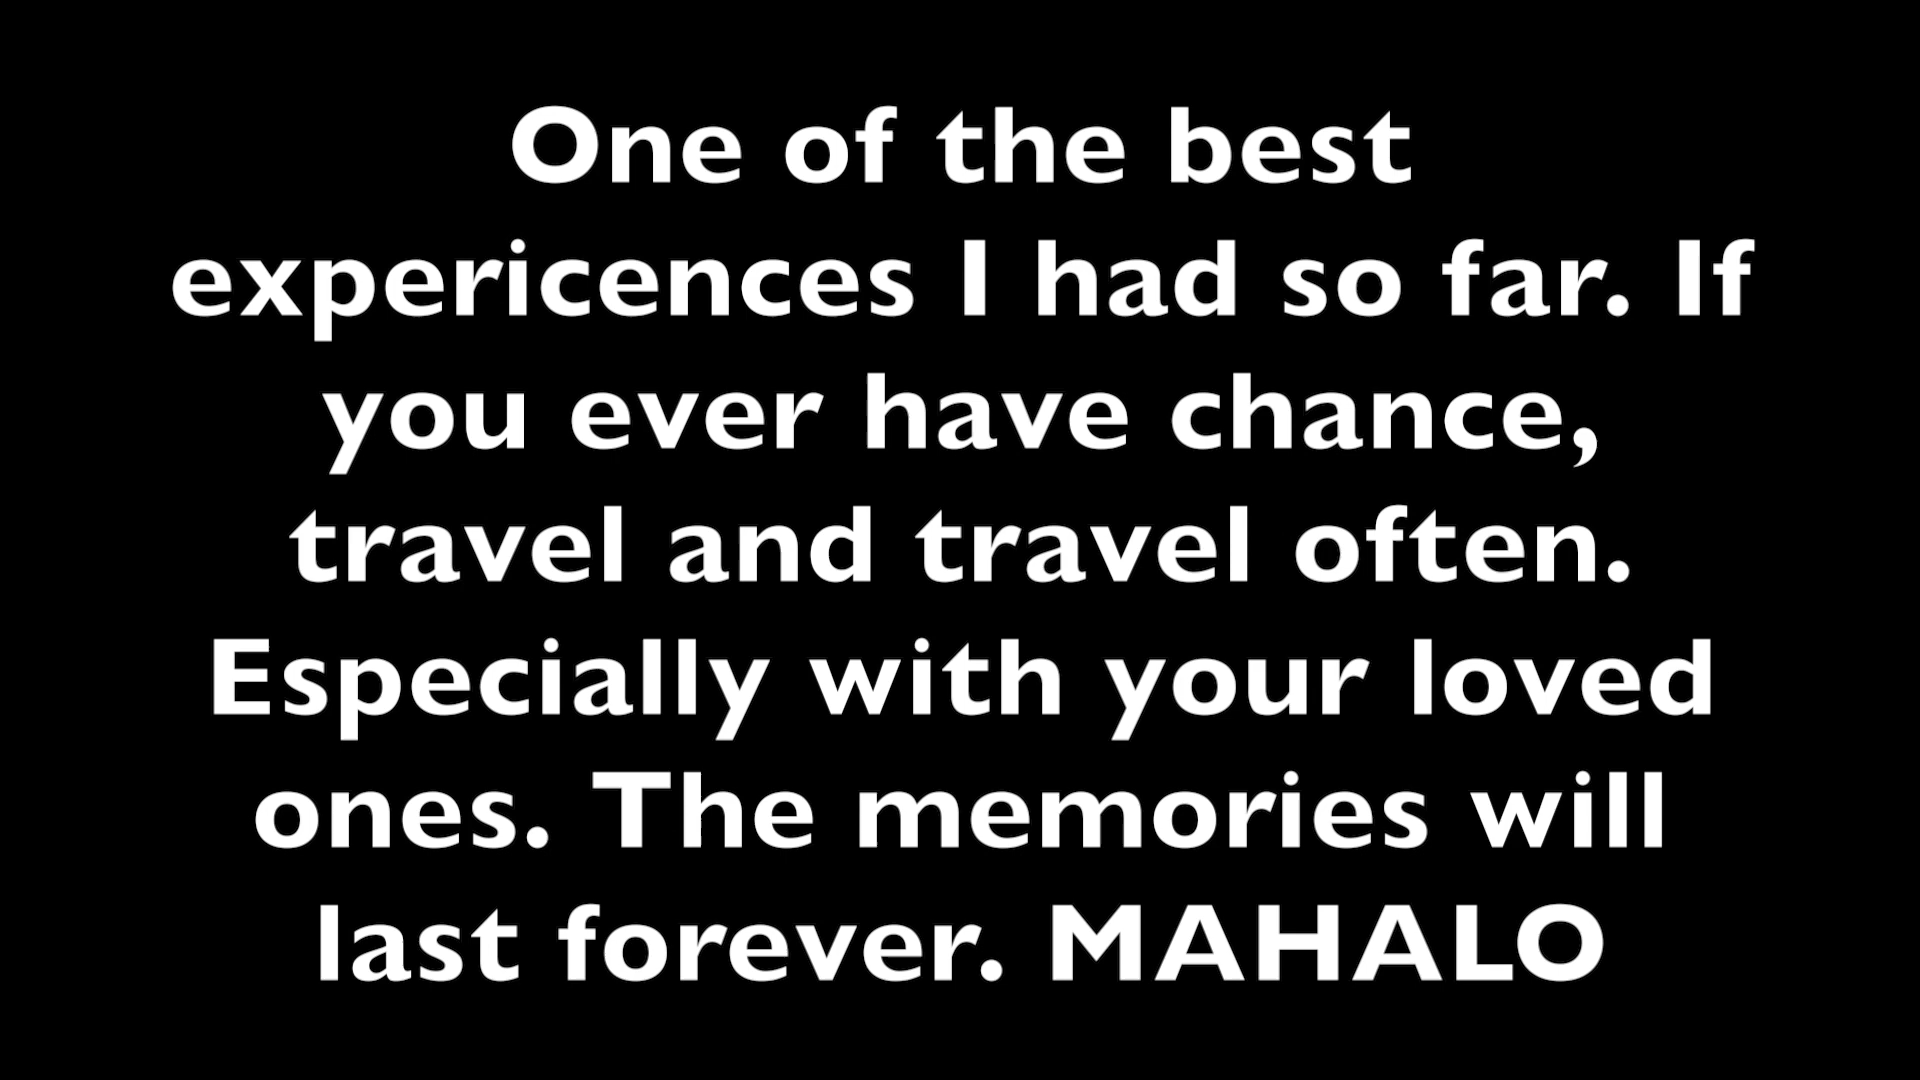 One of the best
expericences I had so far. If
you ever have chance,
travel and travel often.
Especially with your loved
ones. The memories will
last forever. MAHALO